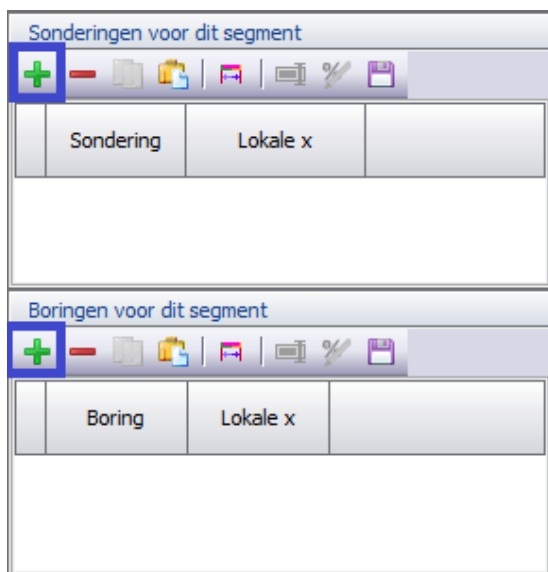 Sonderingen voor dit segment
Sondering Lokale x
Boringen voor dit segment
Boring Lokale x